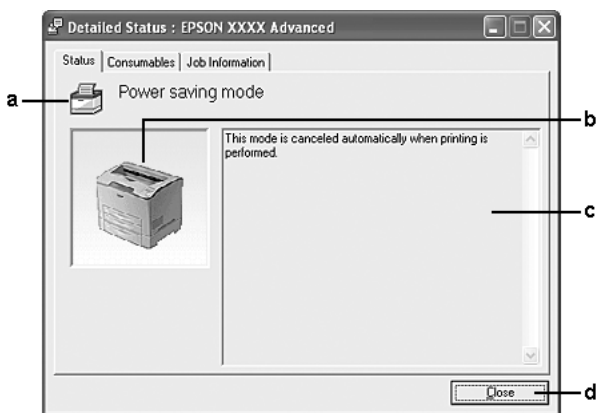 Detailed Status : EPSON XXXX Advanced
Status Consumables Job Information
a
Power saving mode
b
This mode is canceled automatically when printing is
performed.
c
Close
d